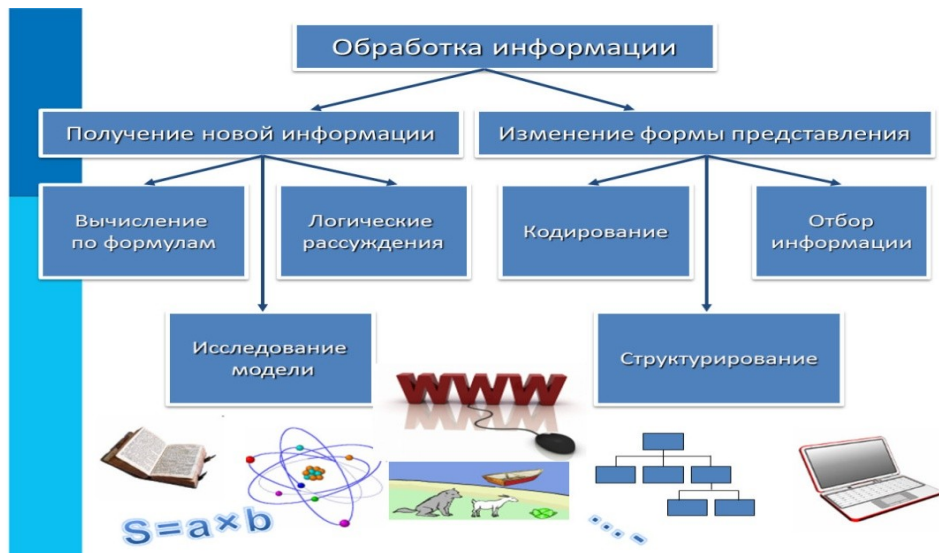 Обработка информации
Получение новой информации
Изменение формы представления
Вычисление
по формулам
Логические
рассуждения
Кодирование
Отбор
информации
Исследование
модели
Структурирование
WWW
S=a×b
...-